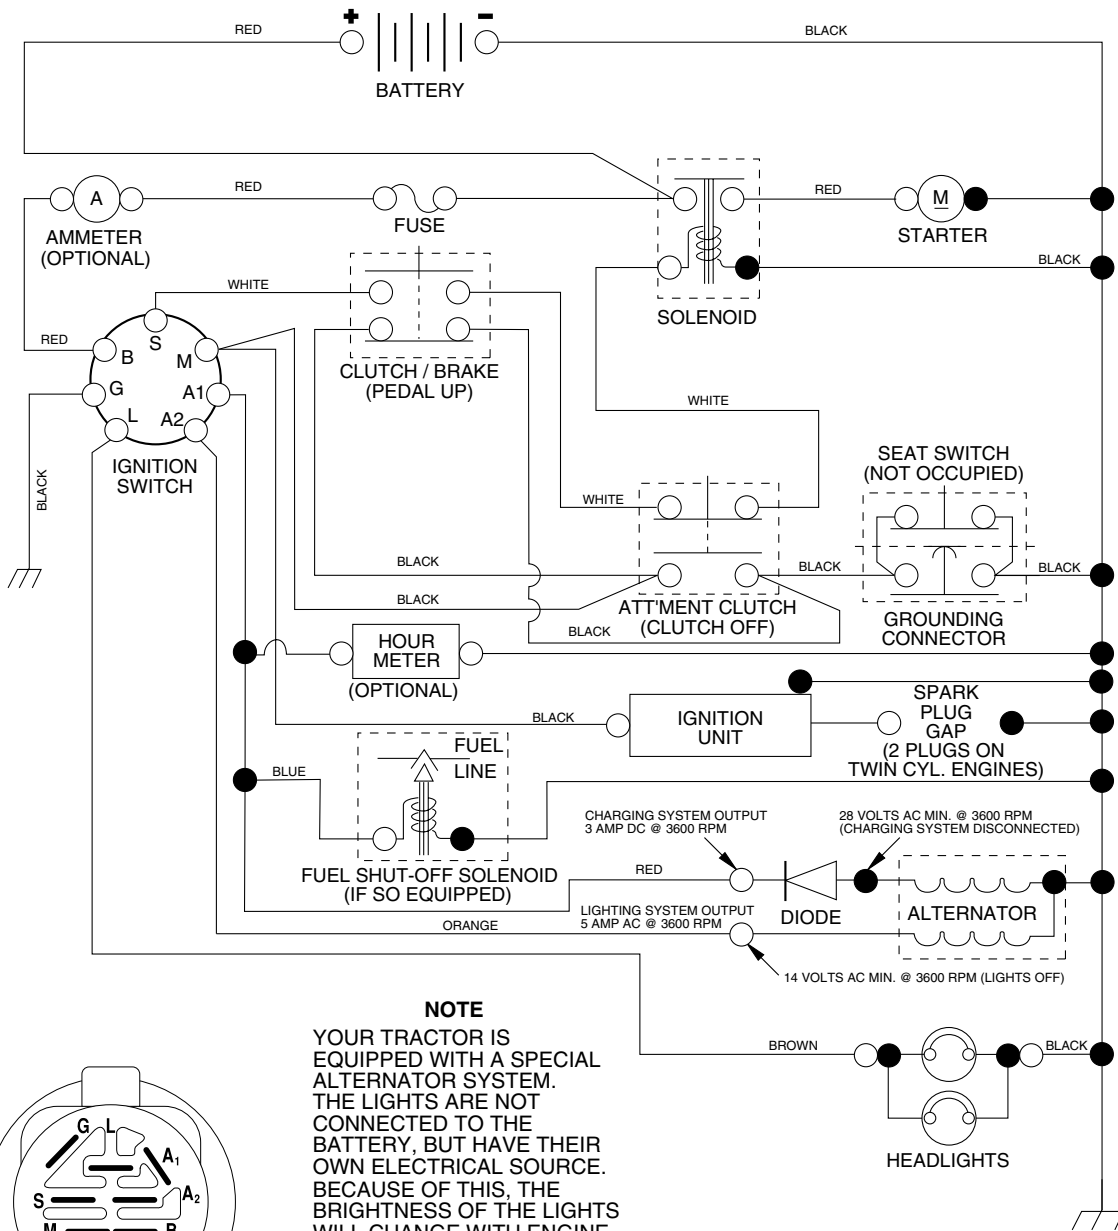 + -
RED
BLACK
BATTERY
A
RED
FUSE
RED
M
STARTER
AMMETER
(OPTIONAL)
BLACK
SOLENOID
WHITE
RED
S
B
M
G
A1
L
A2
CLUTCH / BRAKE
(PEDAL UP)
WHITE
IGNITION
SWITCH
BLACK
SEAT SWITCH
(NOT OCCUPIED)
WHITE
BLACK
BLACK
BLACK
BLACK
ATT'MENT CLUTCH
(CLUTCH OFF)
BLACK
GROUNDING
CONNECTOR
HOUR
METER
(OPTIONAL)
BLACK
IGNITION
UNIT
SPARK
PLUG
GAP
(2 PLUGS ON
TWIN CYL. ENGINES)
FUEL
LINE
BLUE
FUEL SHUT-OFF SOLENOID
(IF SO EQUIPPED)
CHARGING SYSTEM OUTPUT
3 AMP DC @ 3600 RPM
28 VOLTS AC MIN. @ 3600 RPM
(CHARGING SYSTEM DISCONNECTED)
RED
DIODE
ALTERNATOR
LIGHTING SYSTEM OUTPUT
5 AMP AC @ 3600 RPM
ORANGE
14 VOLTS AC MIN. @ 3600 RPM (LIGHTS OFF)
BROWN
BLACK
HEADLIGHTS
NOTE
YOUR TRACTOR IS
EQUIPPED WITH A SPECIAL
ALTERNATOR SYSTEM.
THE LIGHTS ARE NOT
CONNECTED TO THE
BATTERY, BUT HAVE THEIR
OWN ELECTRICAL SOURCE.
BECAUSE OF THIS, THE
BRIGHTNESS OF THE LIGHTS
WILL CHANGE WITH ENGINE
G L
A1
S
A2
M
B